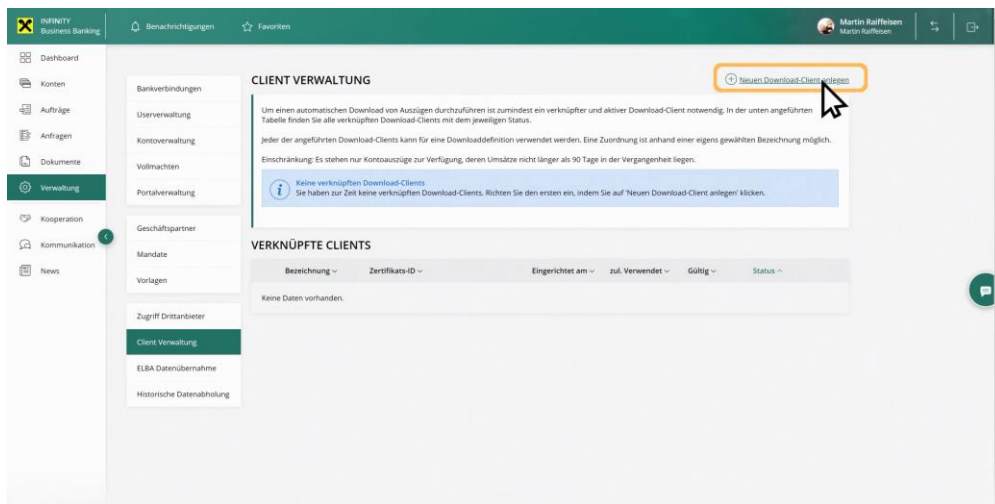 INFINITY
Business Banking
Benachrichtigungen
Favoriten
Martin Raiffeisen
Martin Raiffeisen
Dashboard
Konten
Aufträge
Anfragen
Dokumente
Verwaltung
Kooperation
Kommunikation
News
Bankverbindungen
Userverwaltung
Kontoverwaltung
Vollmachten
Portalverwaltung
Geschäftspartner
Mandate
Vorlagen
Zugriff Drittanbieter
Client Verwaltung
ELBA Datenübernahme
Historische Datenabholung
CLIENT VERWALTUNG
Neuen Download-Client anlegen
Um einen automatischen Download von Auszügen durchzuführen ist zumindest ein verknüpfter und aktiver Download-Client notwendig. In der unten angeführten
Tabelle finden Sie alle verknüpften Download-Clients mit dem jeweiligen Status.
Jeder der angeführten Download-Clients kann für eine Downloaddefinition verwendet werden. Eine Zuordnung ist anhand einer eigens gewählten Bezeichnung möglich.
Einschränkung: Es stehen nur Kontoauszüge zur Verfügung, deren Umsätze nicht länger als 90 Tage in der Vergangenheit liegen.
Keine verknüpften Download-Clients
Sie haben zur Zeit keine verknüpften Download-Clients. Richten Sie den ersten ein, indem Sie auf 'Neuen Download-Client anlegen' klicken.
VERKNÜPFTE CLIENTS
Bezeichnung Zertifikats-ID Eingerichtet am zul. Verwendet Gültig Status
Keine Daten vorhanden.